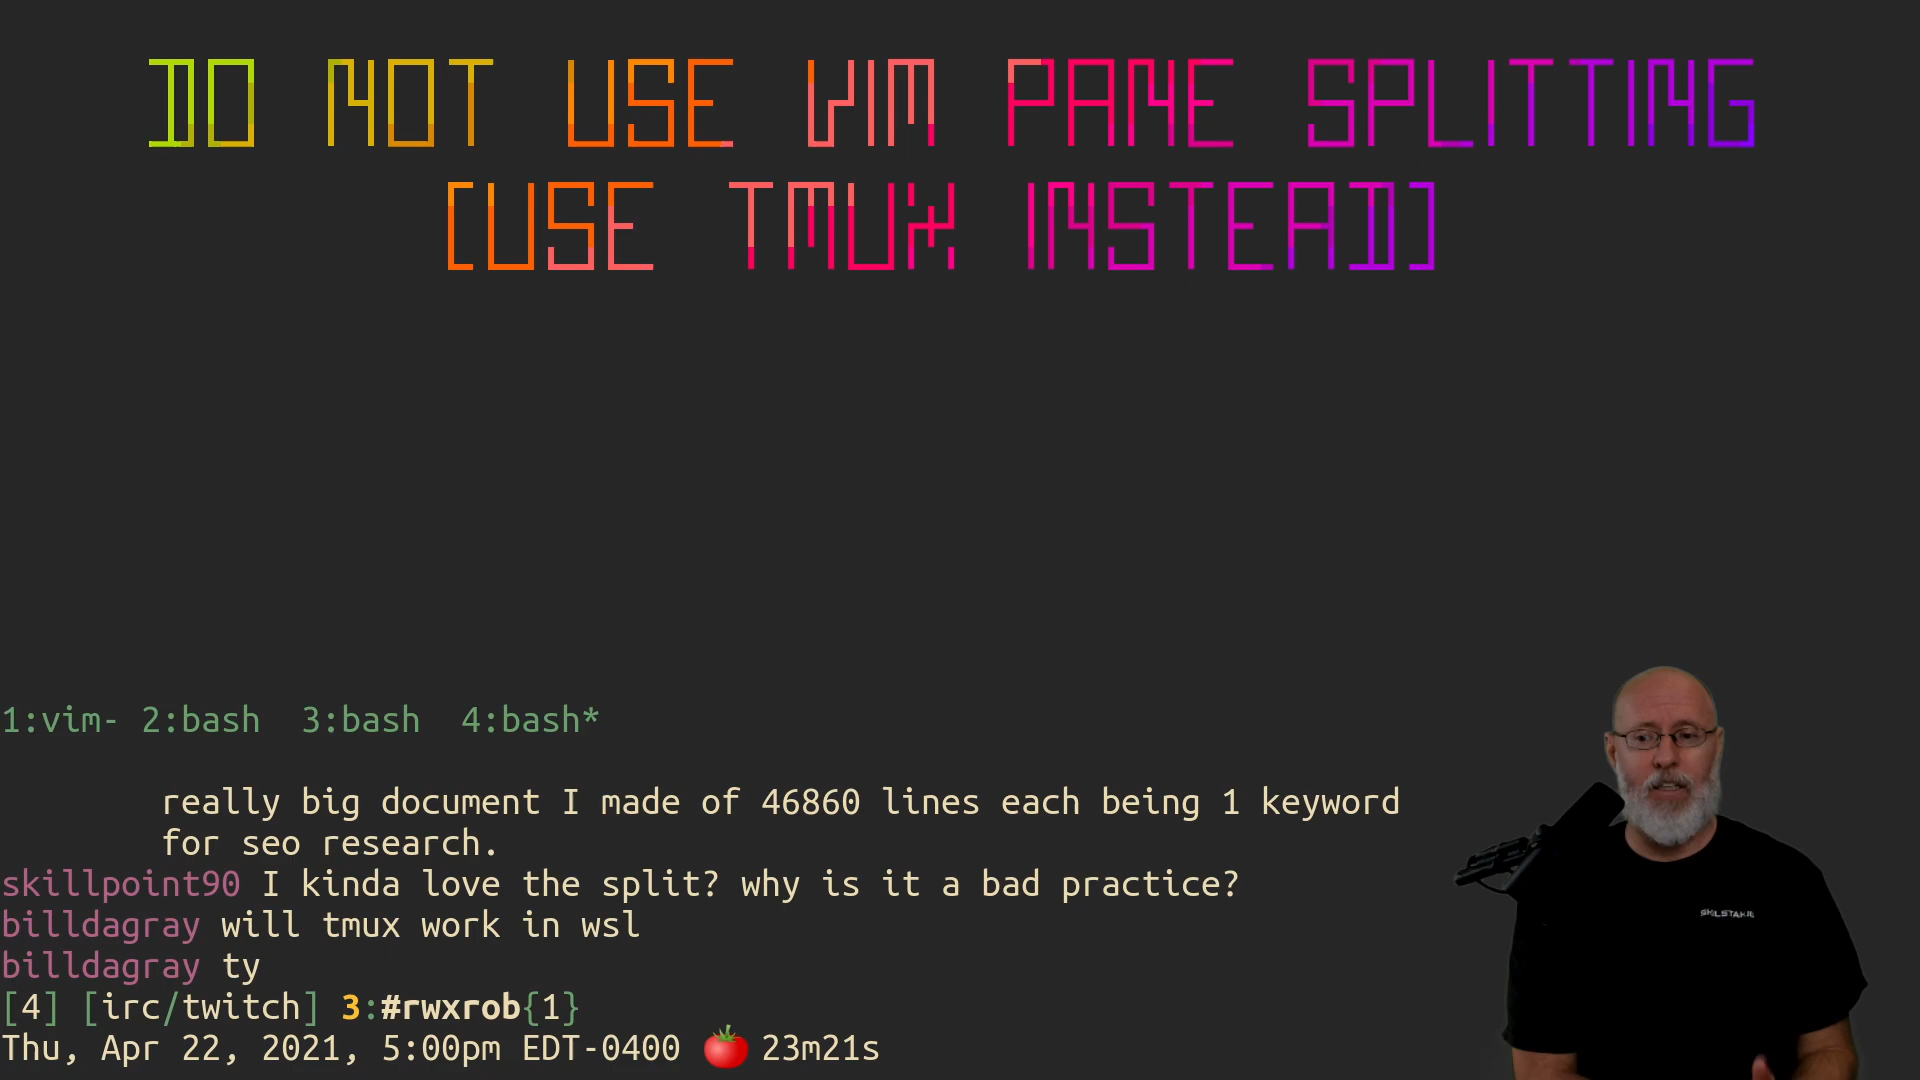 DO NOT USE VIM PANE SPLITTING
[USE TMUX INSTEAD]
1:vim- 2:bash  3:bash  4:bash*
really big document I made of 46860 lines each being 1 keyword
for seo research.
skillpoint90 I kinda love the split? why is it a bad practice?
billdagray will tmux work in wsl
billdagray ty
[4] [irc/twitch] 3:#rwxrob{1}
Thu, Apr 22, 2021, 5:00pm EDT-0400 🍅 23m21s